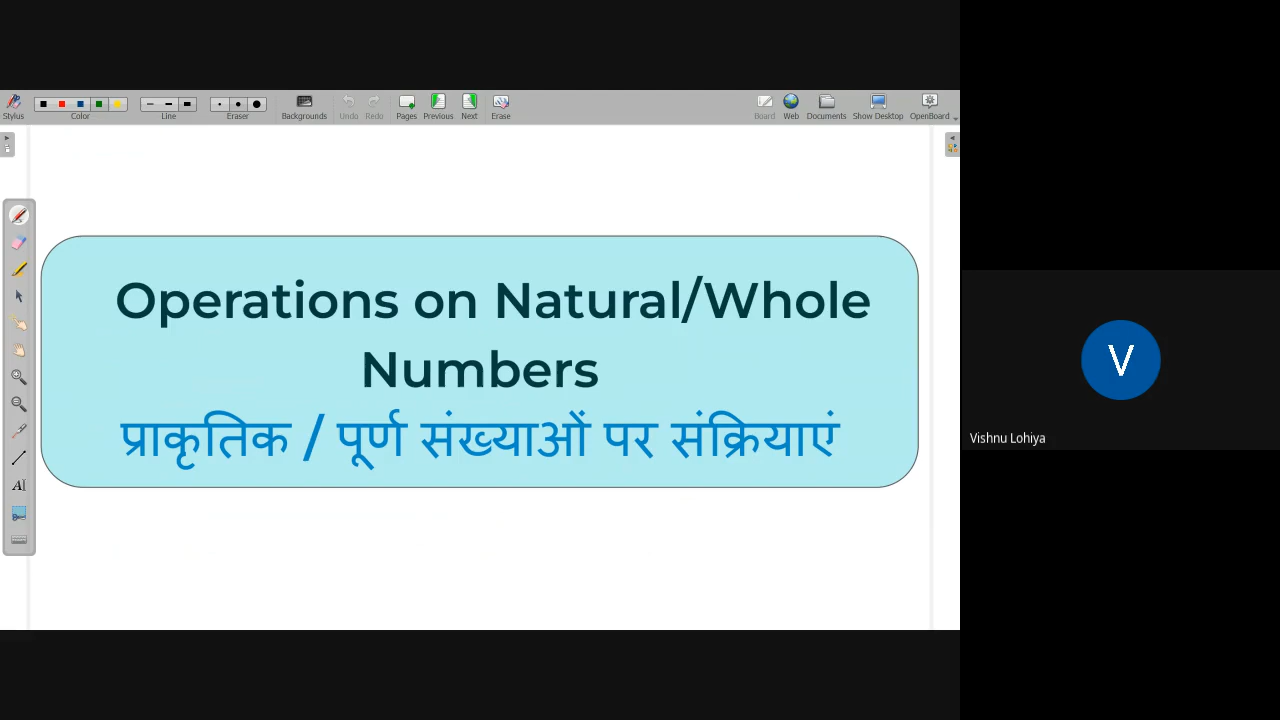 Stylus
Color
Line
Eraser
Backgrounds
Undo
Redo
Pages
Previous
Next
Erase
Board
Web
Documents
Show Desktop
OpenBoard
Operations on Natural/Whole
Numbers
प्राकृतिक / पूर्ण संख्याओं पर संक्रियाएं
AI
V
Vishnu Lohiya